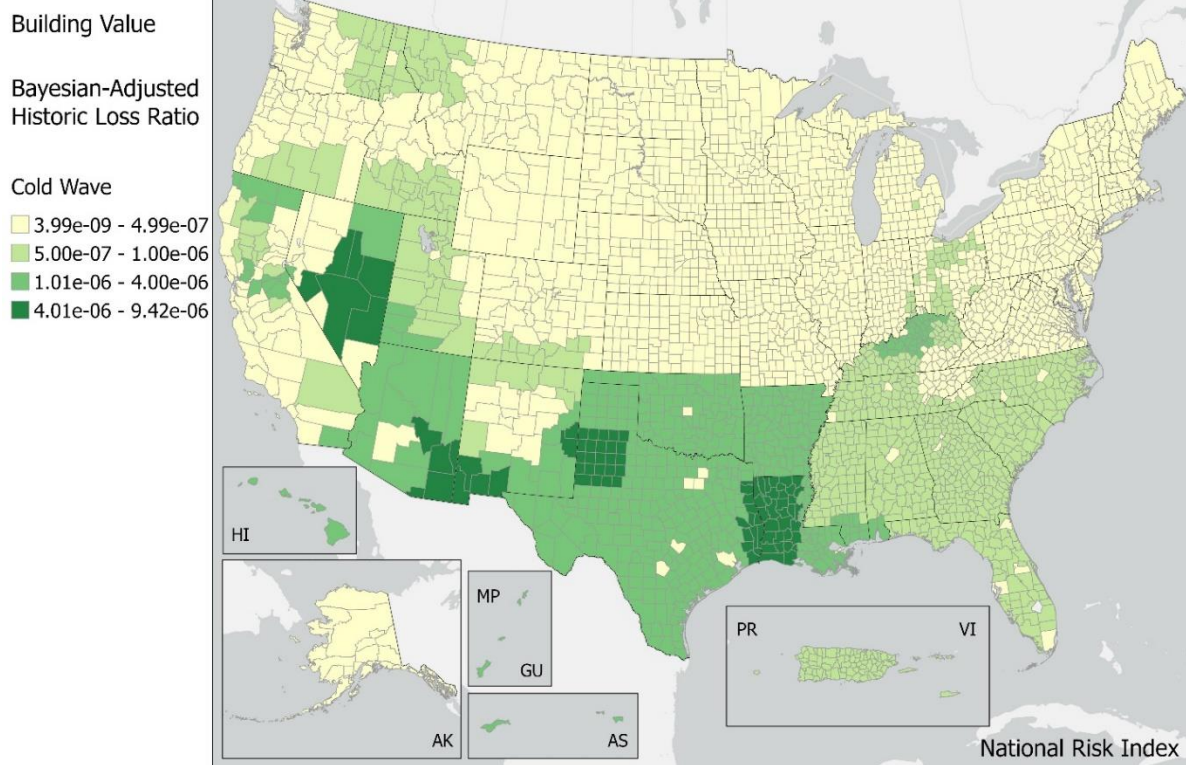 Building Value
Bayesian-Adjusted
Historic Loss Ratio
Cold Wave
3.99e-09 - 4.99e-07
5.00e-07 - 1.00e-06
1.01e-06 - 4.00e-06
4.01e-06 - 9.42e-06
HI
AK
MP
GU
AS
PR
VI
National Risk Index